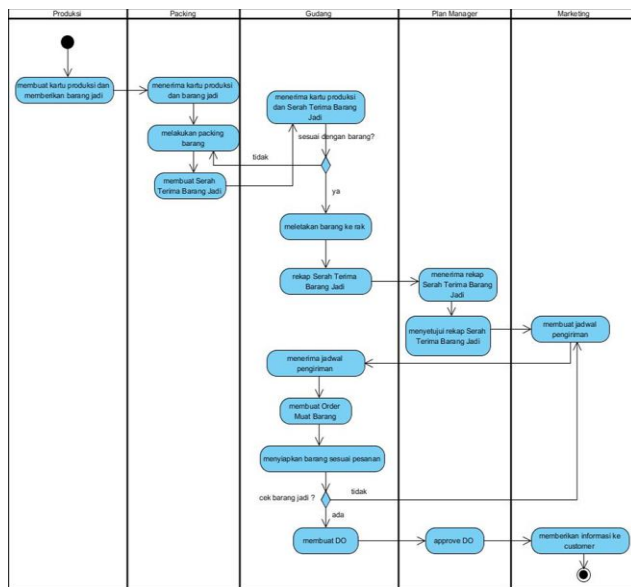 Produksi
Packing
Gudang
Plan Manager
Marketing
membuat kartu produksi dan
memberikan barang jadi
menerima kartu produksi
dan barang jadi
menerima kartu produksi
dan Serah Terima Barang
Jadi
melakukan packing
barang
sesuai dengan barang?
tidak
membuat Serah
Terima Barang Jadi
ya
meletakan barang ke rak
rekap Serah Terima
Barang Jadi
menerima rekap
Serah Terima Barang
Jadi
menyetujui rekap Serah
Terima Barang Jadi
membuat jadwal
pengiriman
menerima jadwal
pengiriman
membuat Order
Muat Barang
menyiapkan barang sesuai pesanan
cek barang jadi ?
tidak
ada
membuat DO
approve DO
memberikan informasi ke
customer